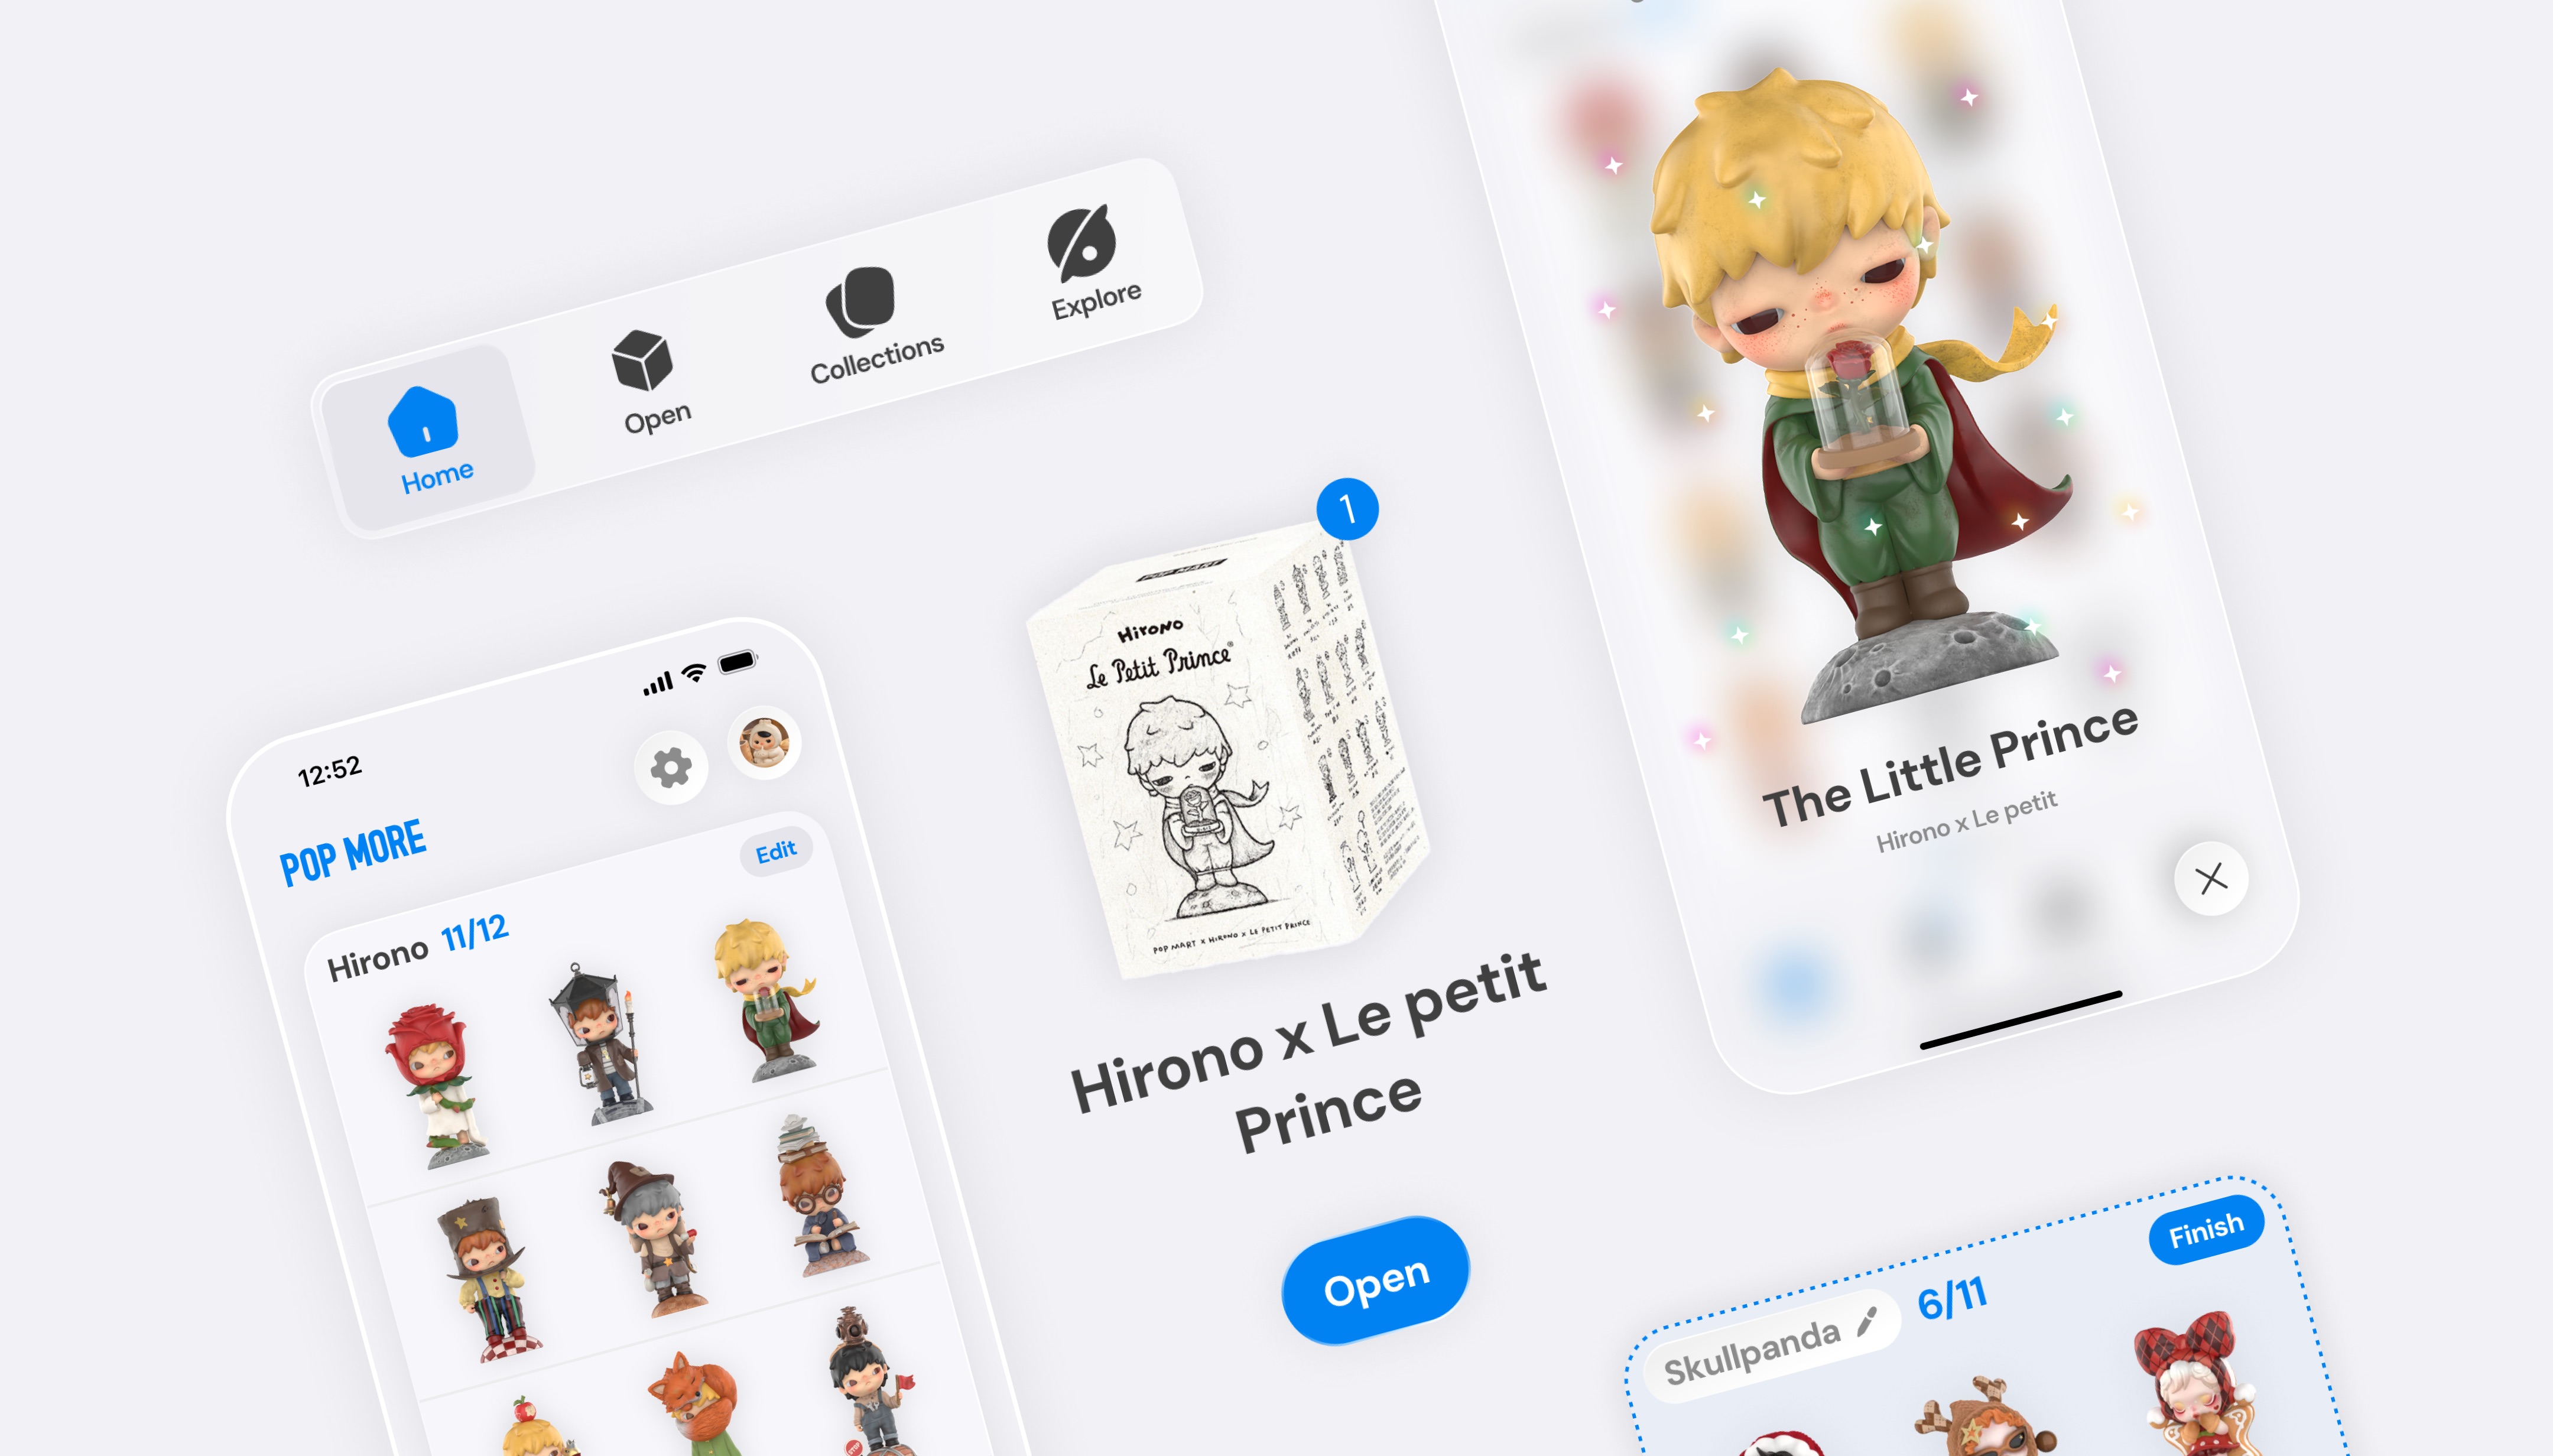 Home
Open
Collections
Explore
12:52
POP MORE
Edit
Hirono 11/12
1
POP MART
Hirono
Le Petit Prince
POP MART X HIRONO X LE PETIT PRINCE
Hirono x Le petit
Prince
Open
The Little Prince
Hirono x Le petit
Finish
Skullpanda 6/11